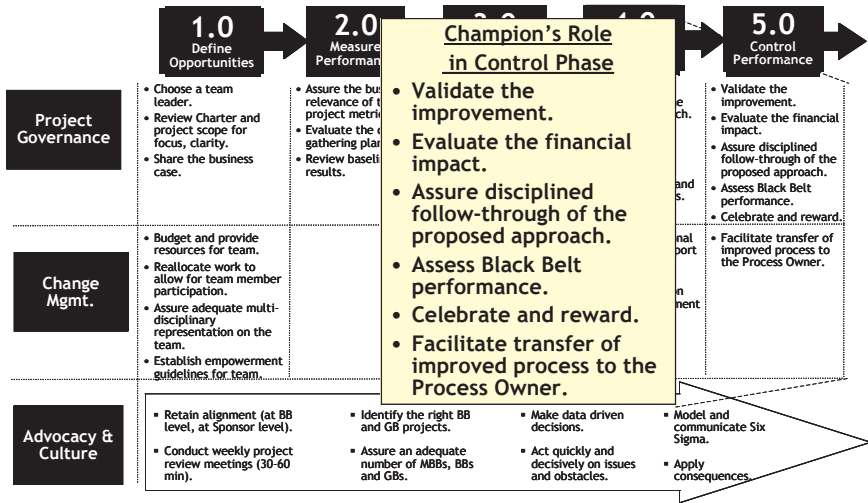 1.0
Define
Opportunities
2.0
Measure
5.0
Control
Performance
Champion's Role
in Control Phase
• Validate the
improvement.
• Evaluate the financial
impact.
• Assure disciplined
follow-through of the
proposed approach.
• Assess Black Belt
performance.
• Celebrate and reward.
• Facilitate transfer of
improved process to the
Process Owner.
Project
Governance
• Choose a team
leader.
• Review Charter and
project scope for
focus, clarity.
• Share the business
case.
• Assure the
relevance of
project
• Evaluate the
gathering
• Review
results.
• Validate the
improvement.
• Evaluate the financial
impact.
• Assure disciplined
follow-through of the
proposed approach.
• Assess Black Belt
performance.
• Celebrate and reward.
and
Change
Mgmt.
• Budget and provide
resources for team.
• Reallocate work to
allow for team member
participation.
• Assure adequate multi-
disciplinary
representation on the
team.
• Establish empowerment
guidelines for team.
• Facilitate transfer of
improved process to
the Process Owner.
Advocacy &
Culture
▪ Retain alignment (at BB
level, at Sponsor level).
▪ Conduct weekly project
review meetings (30-60
min).
▪ Identify the right BB
and GB projects.
▪ Assure an adequate
number of MBBs, BBs
and GBs.
▪ Make data driven
decisions.
▪ Act quickly and
decisively on issues
and obstacles.
▪ Model and
communicate Six
Sigma.
▪ Apply
consequences.